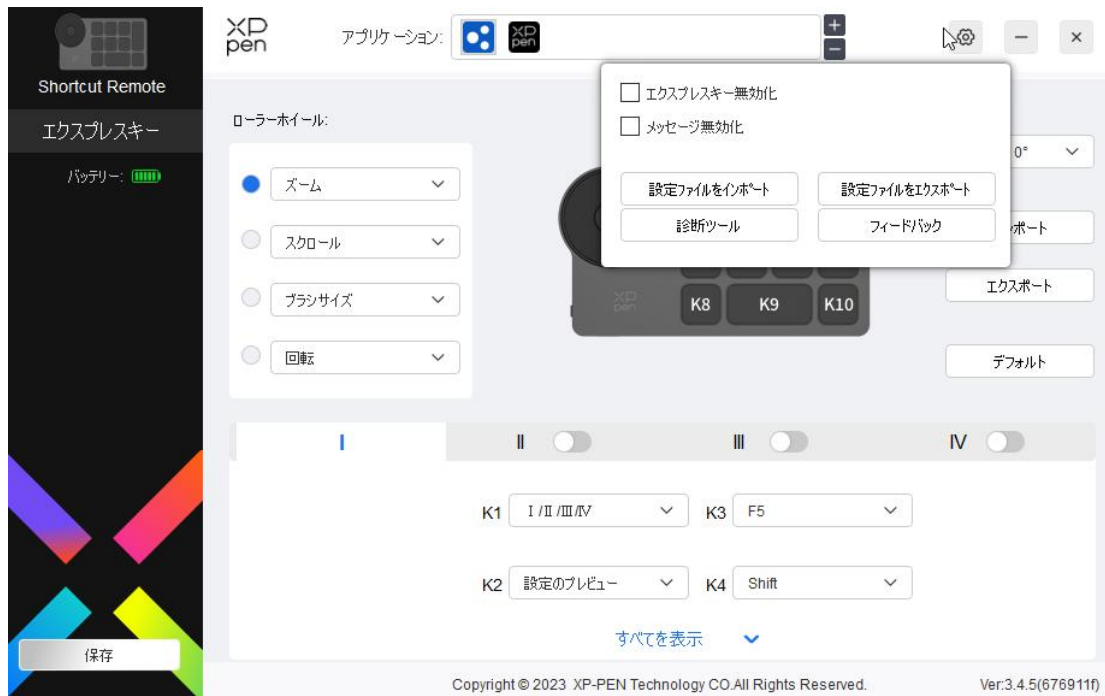 XP
pen
アプリケーション:
XP
pen
Shortcut Remote
エクスプレスキー
バッテリー:
エクスプレスキー無効化
メッセージ無効化
設定ファイルをインポート
設定ファイルをエクスポート
診断ツール
フィードバック
ローラーホイール:
ズーム
スクロール
ブラシサイズ
回転
XP
pen
K8
K9
K10
0°
ポート
エクスポート
デフォルト
I
II
III
IV
K1
I/II/III/IV
K3
F5
K2
設定のプレビュー
K4
Shift
すべてを表示
保存
Copyright © 2023 XP-PEN Technology CO.All Rights Reserved.
Ver:3.4.5(676911f)